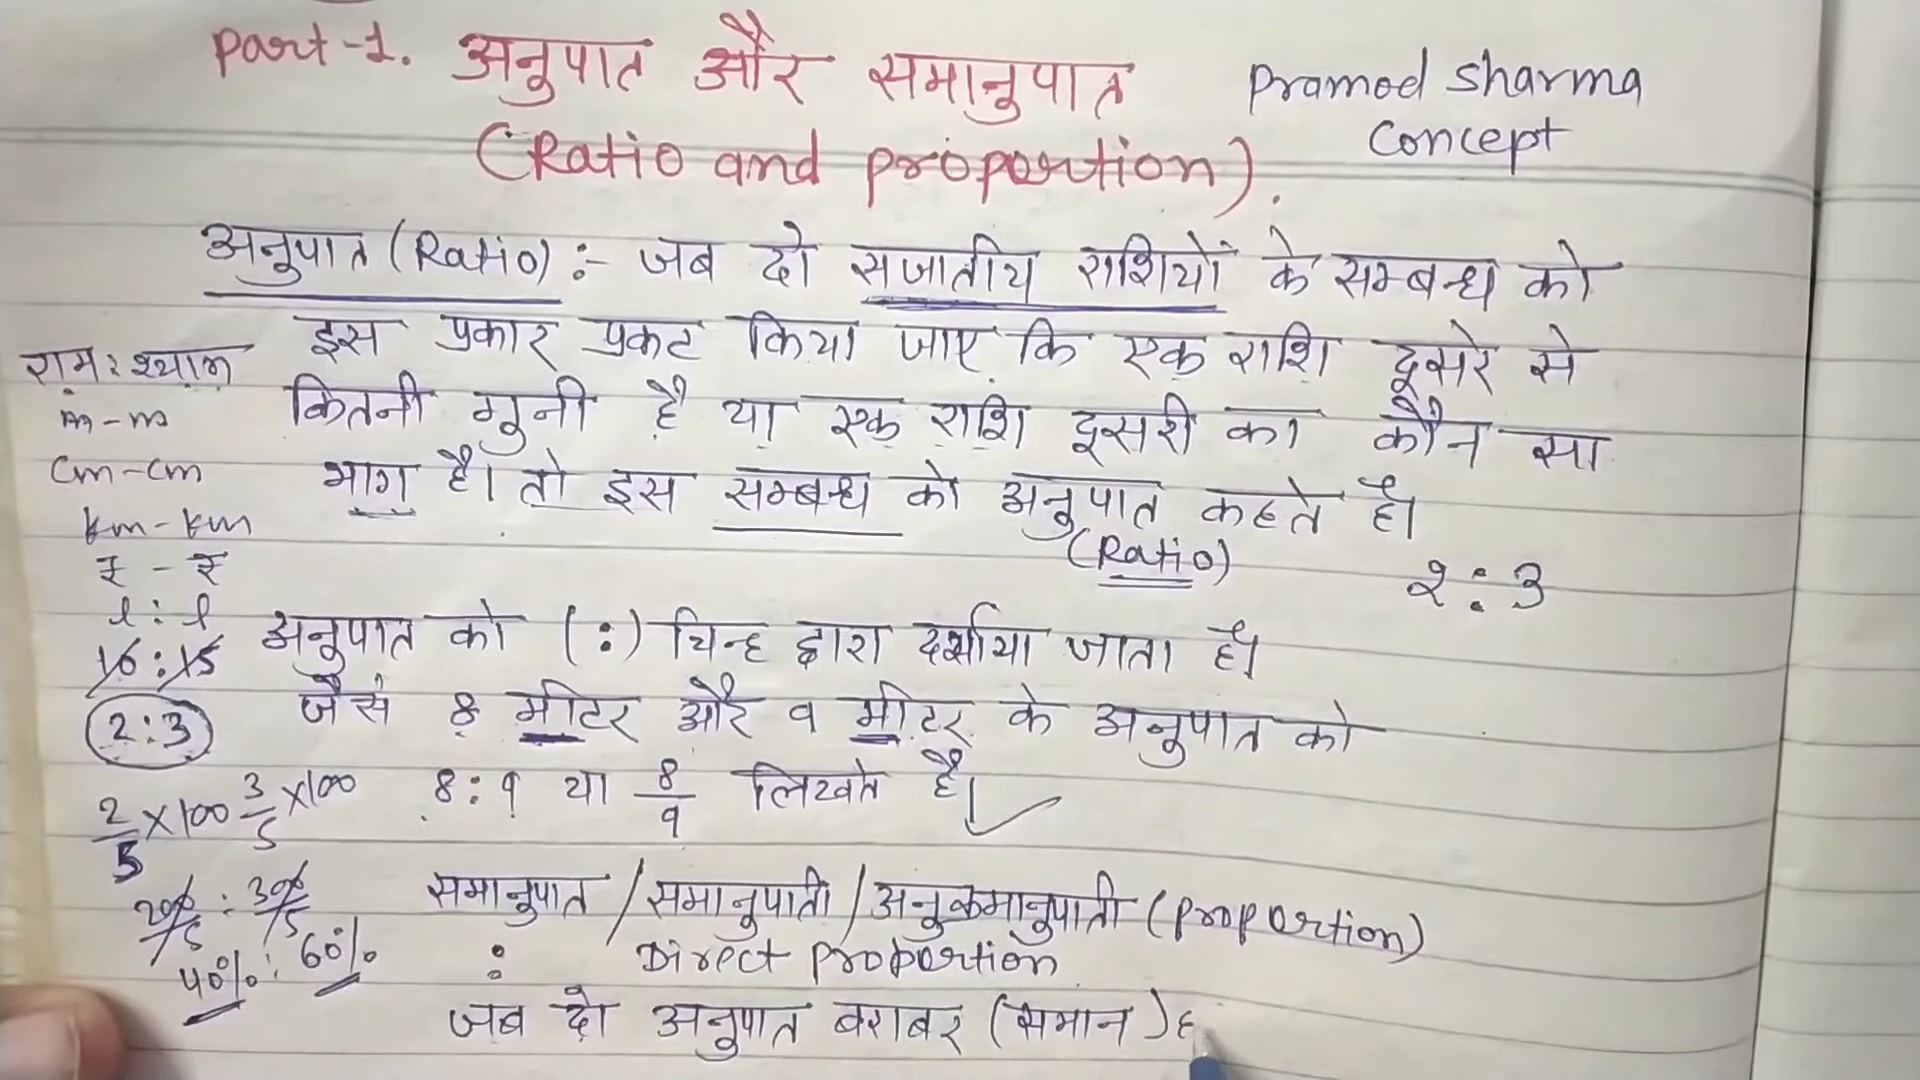 Part-1. अनुपात और समानुपात
(Ratio and proportion).
Pramod Sharma
Concept
अनुपात (Ratio) :- जब दो सजातीय राशियों के सम्बन्ध को
इस प्रकार प्रकट किया जाए कि एक राशि दूसरे से
कितनी गुनी है या एक राशि दूसरी का कौन सा
भाग है। तो इस सम्बन्ध को अनुपात कहते है।
(Ratio)
2 : 3
अनुपात को (:) चिन्ह द्वारा दर्शाया जाता है।
जैसे 8 मीटर और 9 मीटर के अनुपात को
8 : 9 या 8/9 लिखते है।
राम : श्याम
m - m
cm - cm
km - km
₹ - ₹
l : l
10 : 15
2 : 3
2/5 ×100 3/5 ×100
200/5 : 300/5
40% : 60%
समानुपात / समानुपाती / अनुक्रमानुपाती (Proportion)
: Direct proportion
जब दो अनुपात बराबर (समान) ह